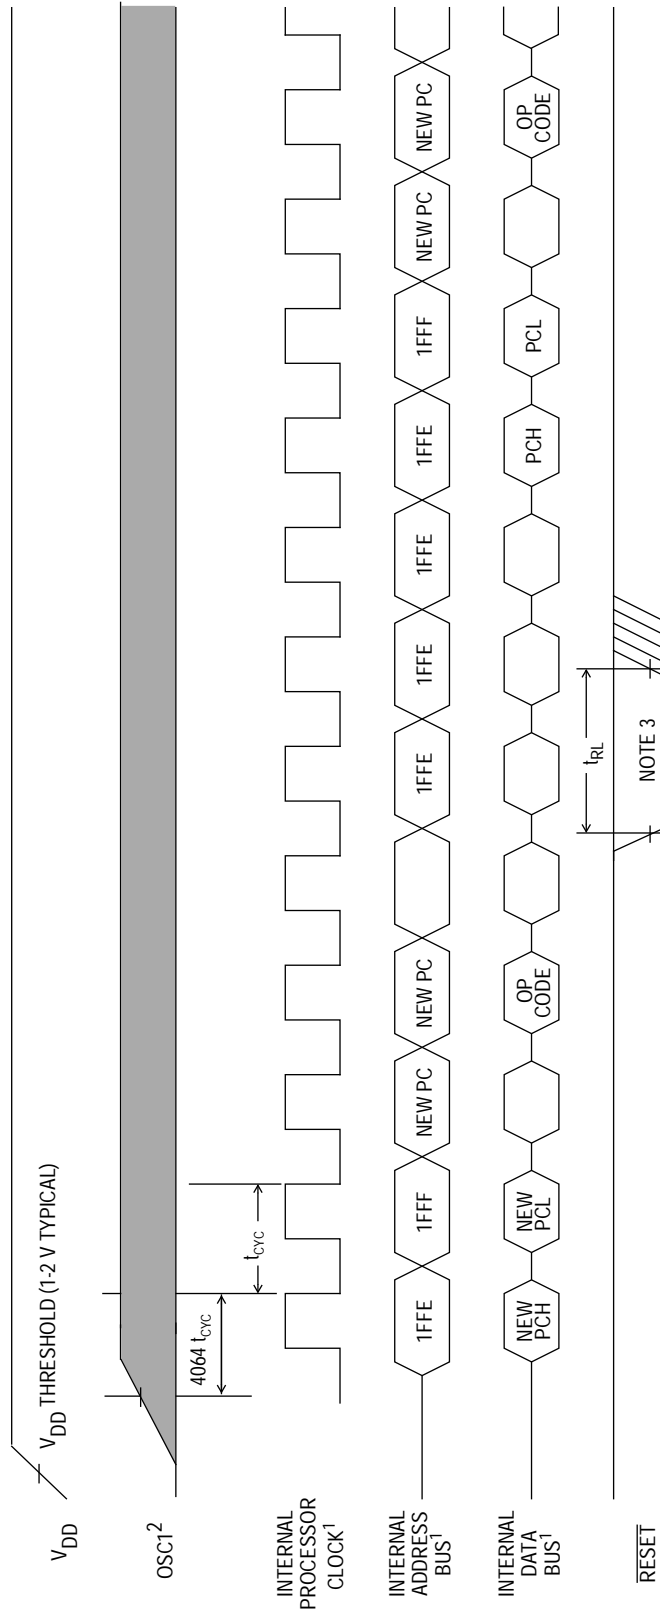 V_DD
V_DD THRESHOLD (1-2 V TYPICAL)
OSC1²
4064 t_CYC
t_CYC
INTERNAL
PROCESSOR
CLOCK¹
INTERNAL
ADDRESS
BUS¹
1FFE
1FFF
NEW PC
NEW PC
1FFE
1FFE
1FFE
1FFE
1FFF
NEW PC
NEW PC
INTERNAL
DATA
BUS¹
NEW
PCH
NEW
PCL
OP
CODE
PCH
PCL
OP
CODE
RESET
t_RL
NOTE 3